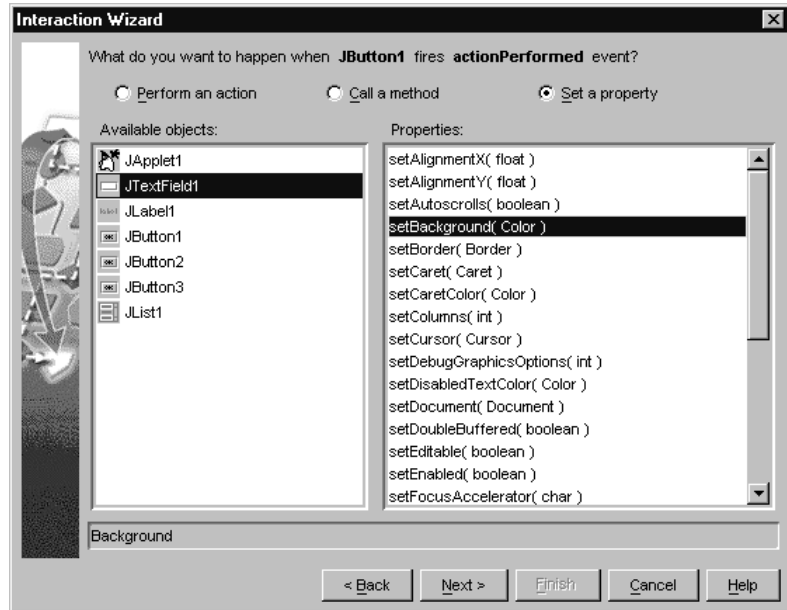 Interaction Wizard
What do you want to happen when JButton1 fires actionPerformed event?
Perform an action
Call a method
Set a property
Available objects:
JApplet1
JTextField1
JLabel1
JButton1
JButton2
JButton3
JList1
Properties:
setAlignmentX( float )
setAlignmentY( float )
setAutoscrolls( boolean )
setBackground( Color )
setBorder( Border )
setCaret( Caret )
setCaretColor( Color )
setColumns( int )
setCursor( Cursor )
setDebugGraphicsOptions( int )
setDisabledTextColor( Color )
setDocument( Document )
setDoubleBuffered( boolean )
setEditable( boolean )
setEnabled( boolean )
setFocusAccelerator( char )
Background
< Back
Next >
Finish
Cancel
Help